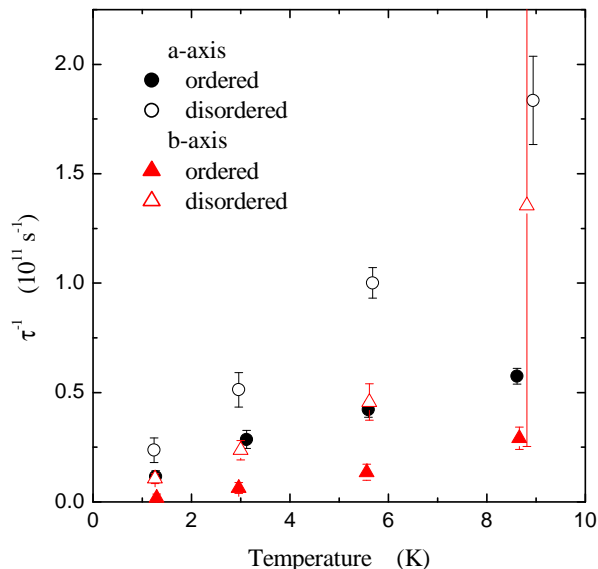 2.0
1.5
1.0
0.5
0.0
τ⁻¹ (10¹¹ s⁻¹)
a-axis
ordered
disordered
b-axis
ordered
disordered
0 2 4 6 8 10
Temperature (K)